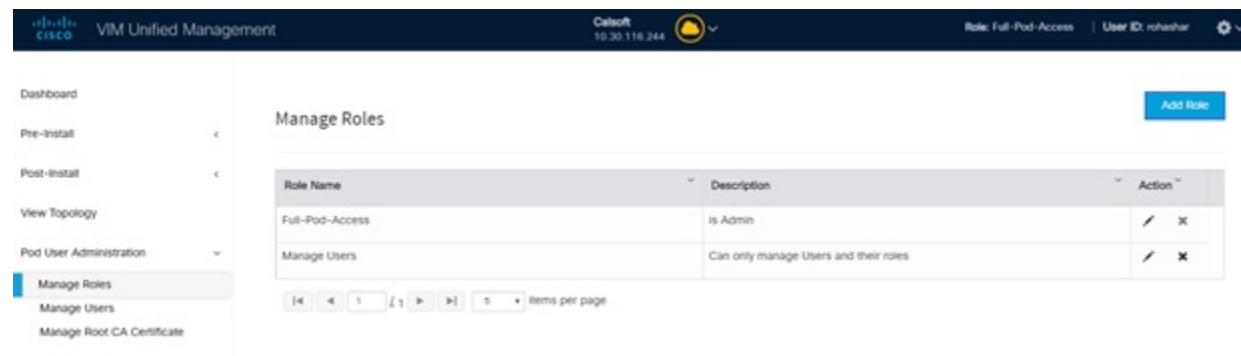 CISCO VIM Unified Management
Calsoft
10.30.116.244
Role: Full-Pod-Access | User ID: rohashar
Dashboard
Pre-Install
Post-Install
View Topology
Pod User Administration
Manage Roles
Manage Users
Manage Root CA Certificate
Manage Roles
Add Role
Role Name Description Action
Full-Pod-Access is Admin
Manage Users Can only manage Users and their roles
1 / 1 5 items per page